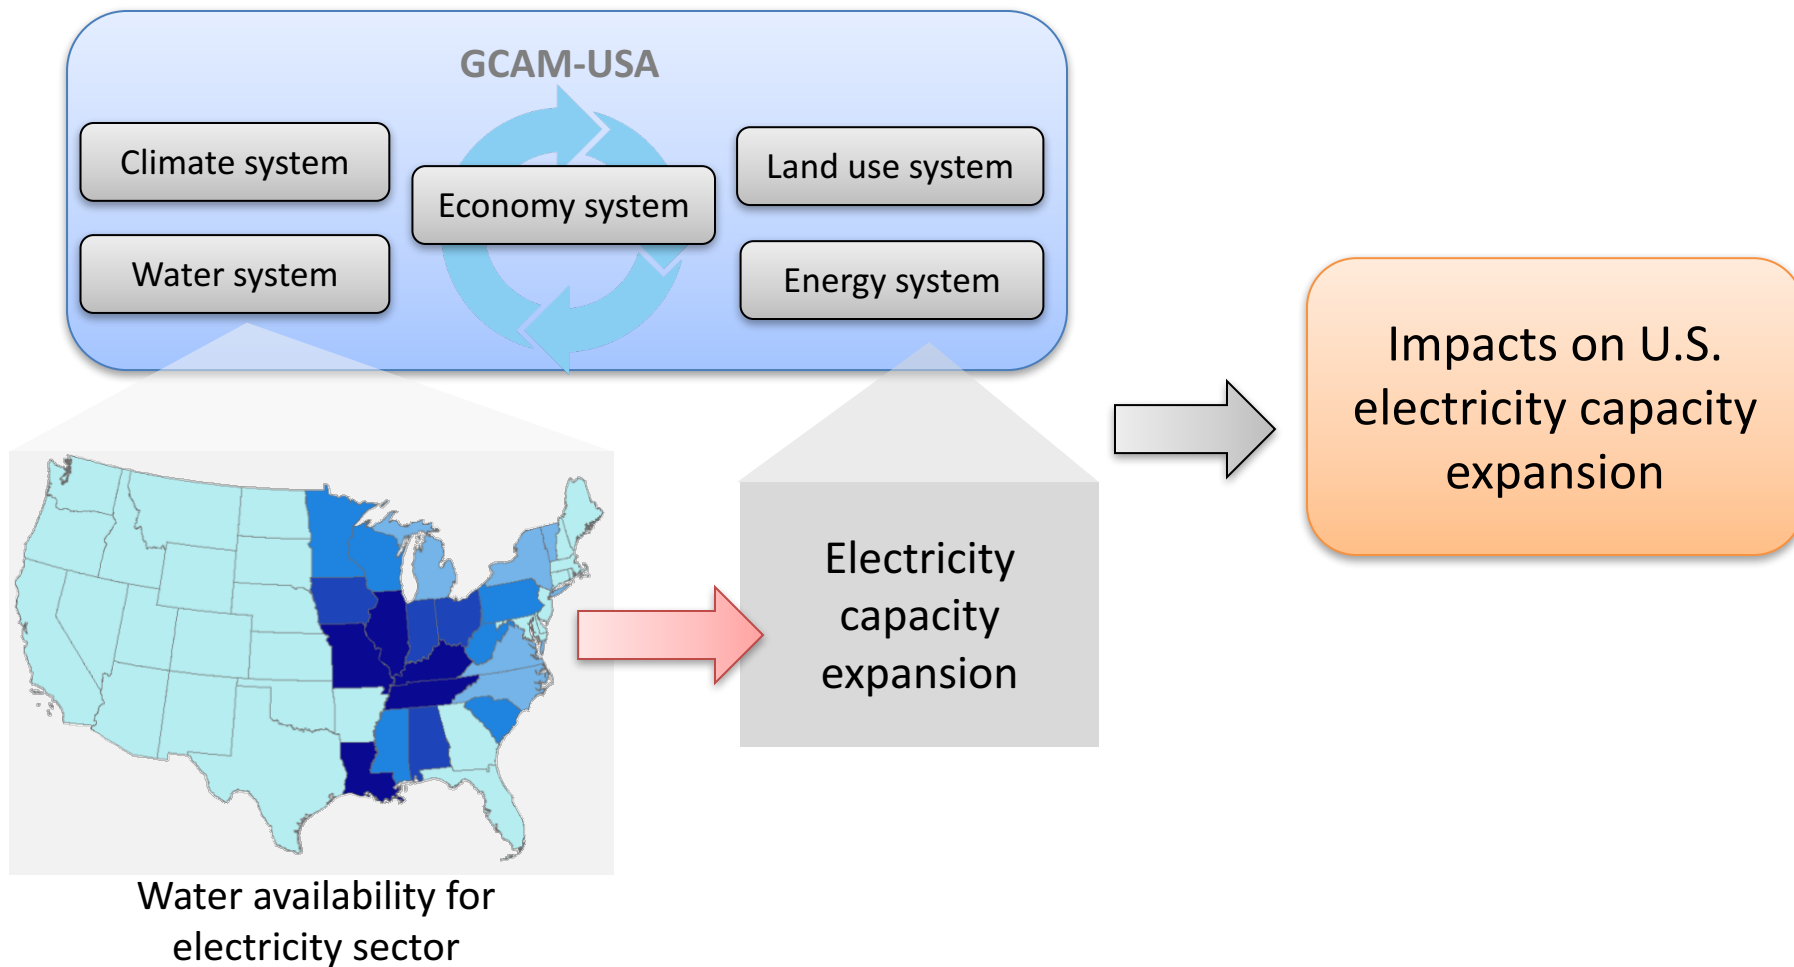 GCAM-USA
Climate system
Economy system
Land use system
Water system
Energy system
Impacts on U.S.
electricity capacity
expansion
Electricity
capacity
expansion
Water availability for
electricity sector